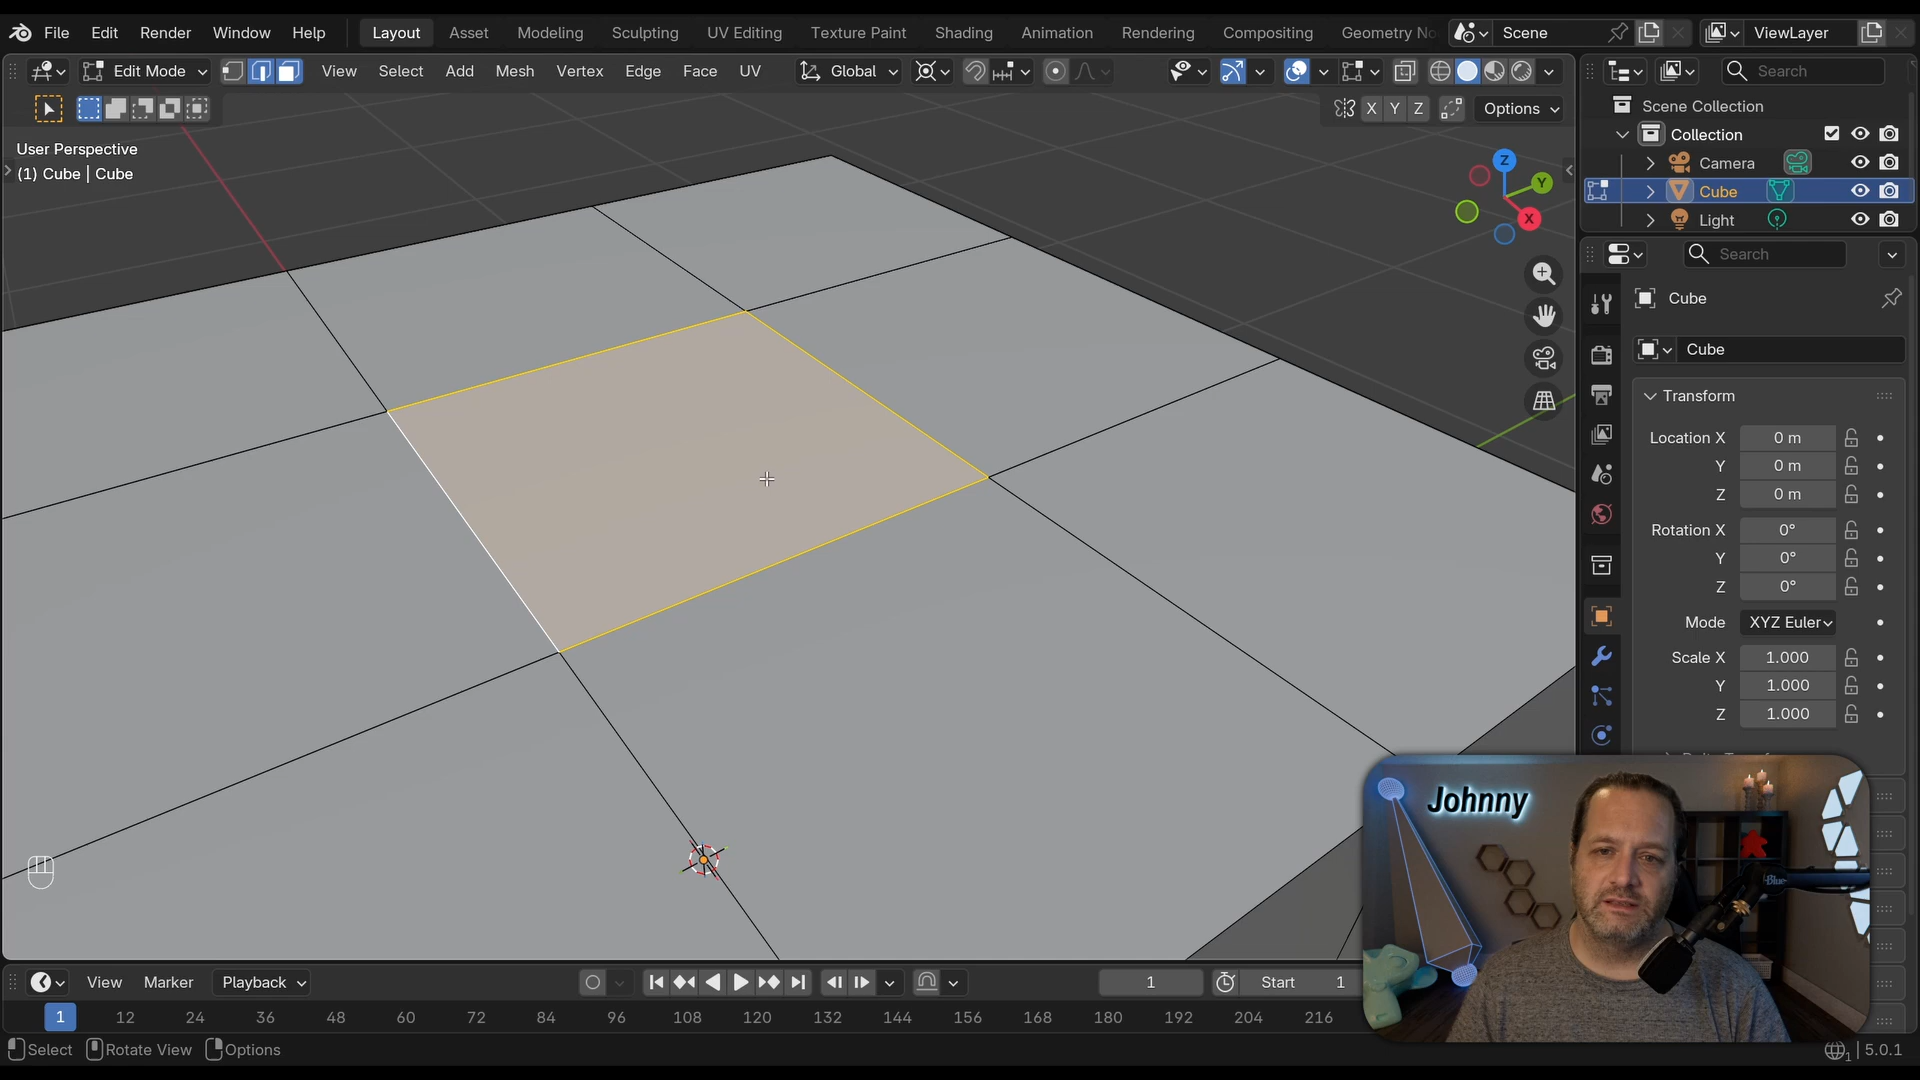 File Edit Render Window Help Layout Asset Modeling Sculpting UV Editing Texture Paint Shading Animation Rendering Compositing Geometry No Scene ViewLayer
Edit Mode View Select Add Mesh Vertex Edge Face UV Global Search
X Y Z Options
Scene Collection
Collection
Camera
Cube
Light
User Perspective
(1) Cube | Cube
Z
Y
X
Search
Cube
Cube
Transform
Location X 0 m
Y 0 m
Z 0 m
Rotation X 0°
Y 0°
Z 0°
Mode XYZ Euler
Scale X 1.000
Y 1.000
Z 1.000
Johnny
Blue
View Marker Playback 1 Start 1
1 12 24 36 48 60 72 84 96 108 120 132 144 156 168 180 192 204 216
Select Rotate View Options 1 5.0.1